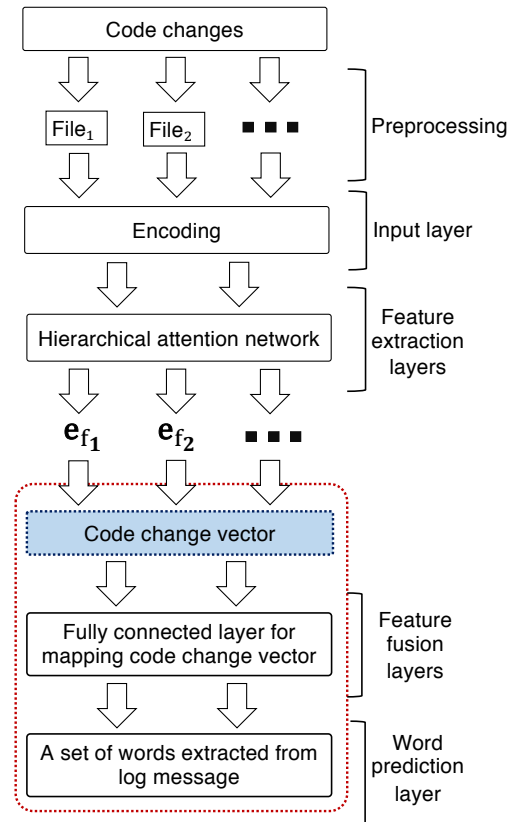 Code changes
File₁ File₂
Preprocessing
Encoding
Input layer
Hierarchical attention network
Feature
extraction
layers
e_f₁ e_f₂
Code change vector
Fully connected layer for
mapping code change vector
Feature
fusion
layers
A set of words extracted from
log message
Word
prediction
layer